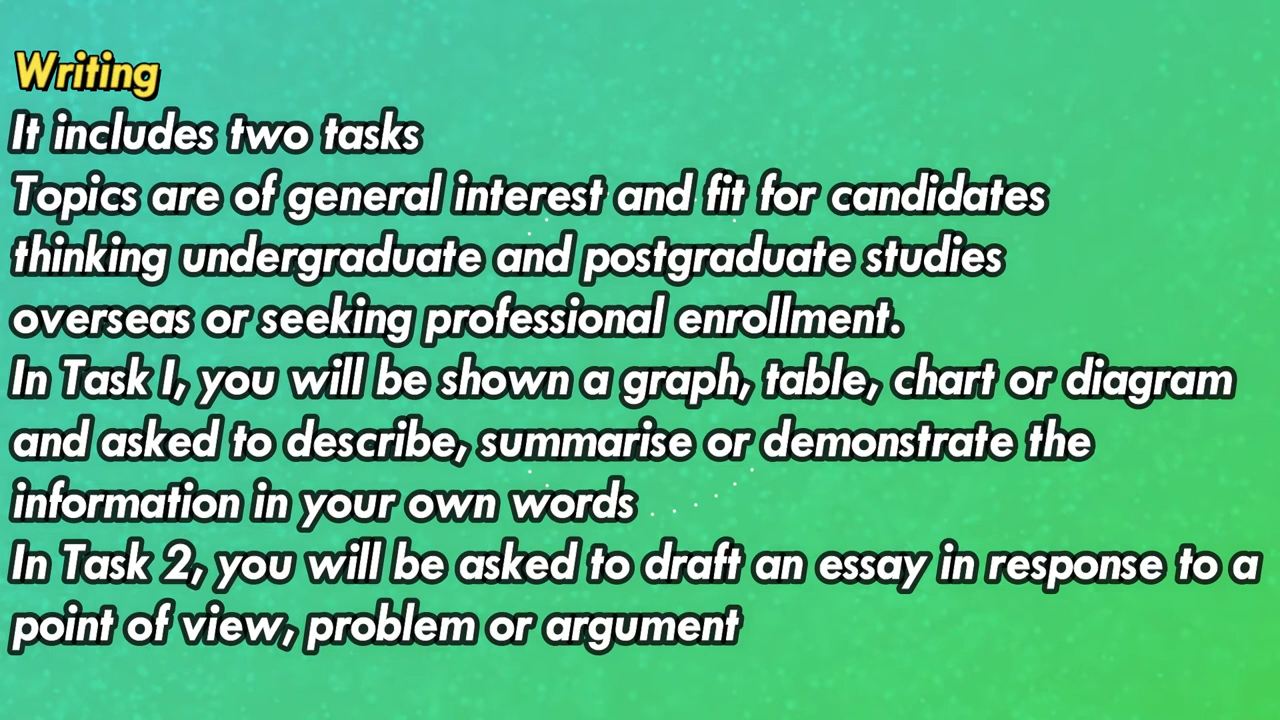 Writing
It includes two tasks
Topics are of general interest and fit for candidates
thinking undergraduate and postgraduate studies
overseas or seeking professional enrollment.
In Task 1, you will be shown a graph, table, chart or diagram
and asked to describe, summarise or demonstrate the
information in your own words
In Task 2, you will be asked to draft an essay in response to a
point of view, problem or argument